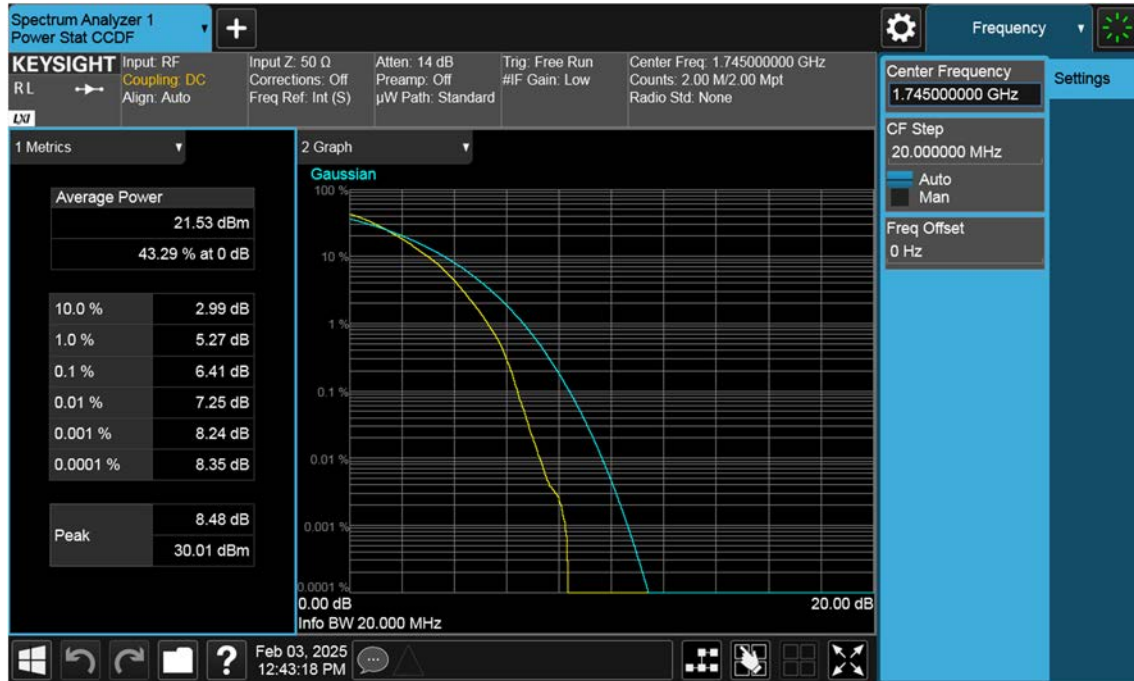 Spectrum Analyzer 1
Power Stat CCDF
Frequency
KEYSIGHT
R L
LXI
Input: RF
Coupling: DC
Align: Auto
Input Z: 50 Ω
Corrections: Off
Freq Ref: Int (S)
Atten: 14 dB
Preamp: Off
µW Path: Standard
Trig: Free Run
#IF Gain: Low
Center Freq: 1.745000000 GHz
Counts: 2.00 M/2.00 Mpt
Radio Std: None
Center Frequency
1.745000000 GHz
Settings
CF Step
20.000000 MHz
Auto
Man
Freq Offset
0 Hz
1 Metrics
Average Power
21.53 dBm
43.29 % at 0 dB
10.0 % 2.99 dB
1.0 % 5.27 dB
0.1 % 6.41 dB
0.01 % 7.25 dB
0.001 % 8.24 dB
0.0001 % 8.35 dB
Peak
8.48 dB
30.01 dBm
2 Graph
Gaussian
100 %
10 %
1 %
0.1 %
0.01 %
0.001 %
0.0001 %
0.00 dB 20.00 dB
Info BW 20.000 MHz
?
Feb 03, 2025
12:43:18 PM